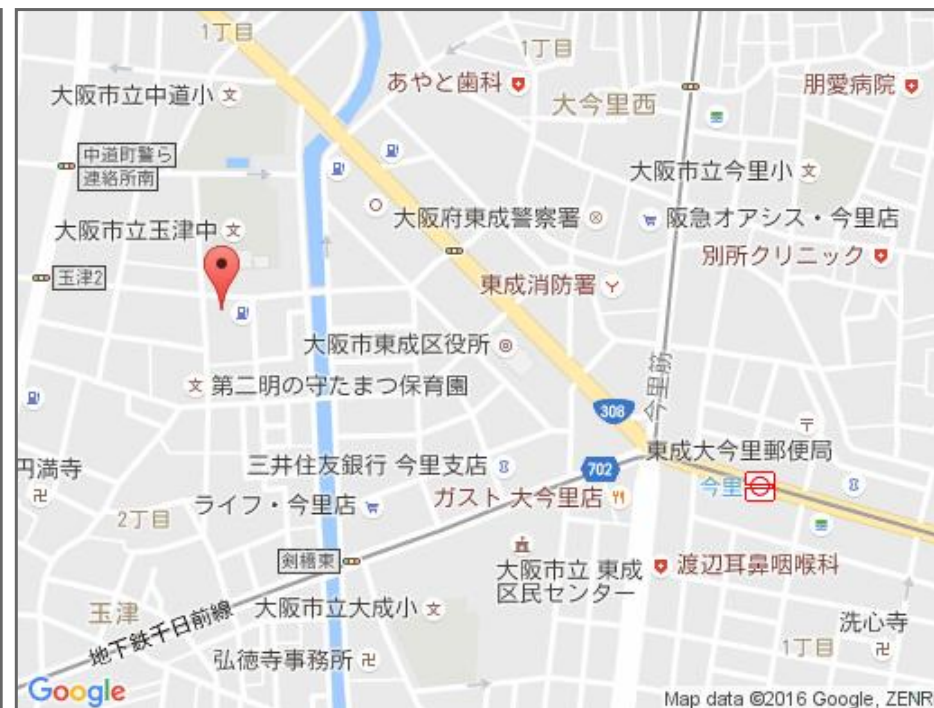 1丁目
1丁目
あやと歯科
朋愛病院
大阪市立中道小
大今里西
中道町警ら
連絡所南
大阪市立今里小
大阪市立玉津中
大阪府東成警察署
阪急オアシス・今里店
別所クリニック
玉津2
東成消防署
大阪市東成区役所
今里筋
第二明の守たまつ保育園
308
東成大今里郵便局
円満寺
三井住友銀行 今里支店
702
今里
ライフ・今里店
ガスト 大今里店
2丁目
剣橋東
大阪市立 東成
区民センター
渡辺耳鼻咽喉科
玉津
地下鉄千日前線
大阪市立大成小
洗心寺
1丁目
弘徳寺事務所
Google
Map data ©2016 Google, ZENR